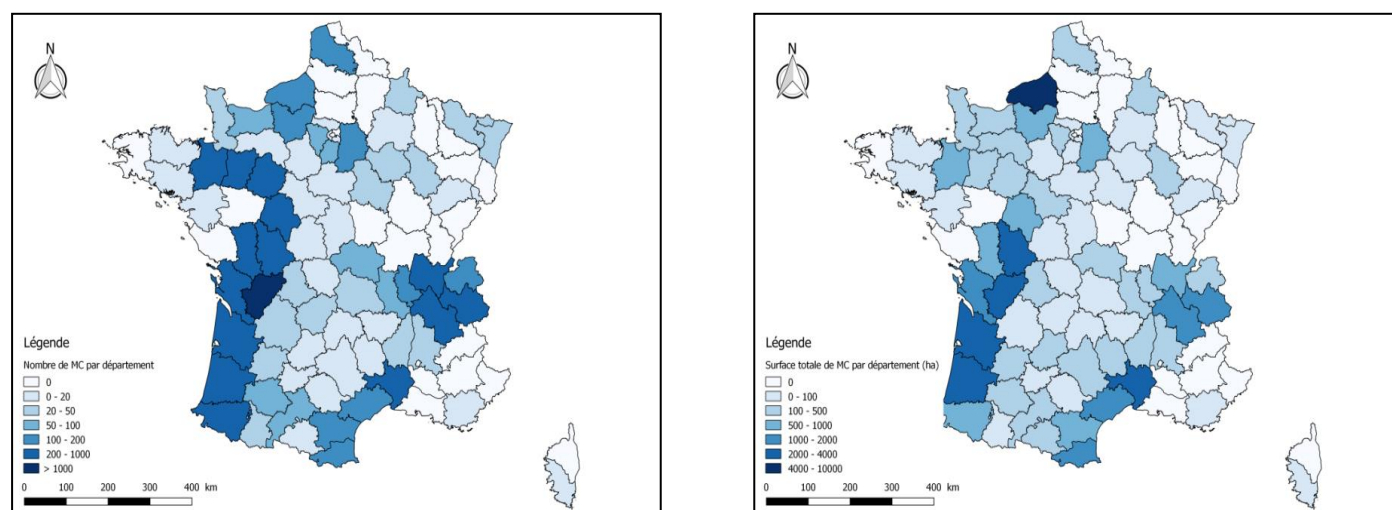 N
Légende
Nombre de MC par département
0
0 - 20
20 - 50
50 - 100
100 - 200
200 - 1000
> 1000
0 100 200 300 400 km
N
Légende
Surface totale de MC par département (ha)
0
0 - 100
100 - 500
500 - 1000
1000 - 2000
2000 - 4000
4000 - 10000
0 100 200 300 400 km